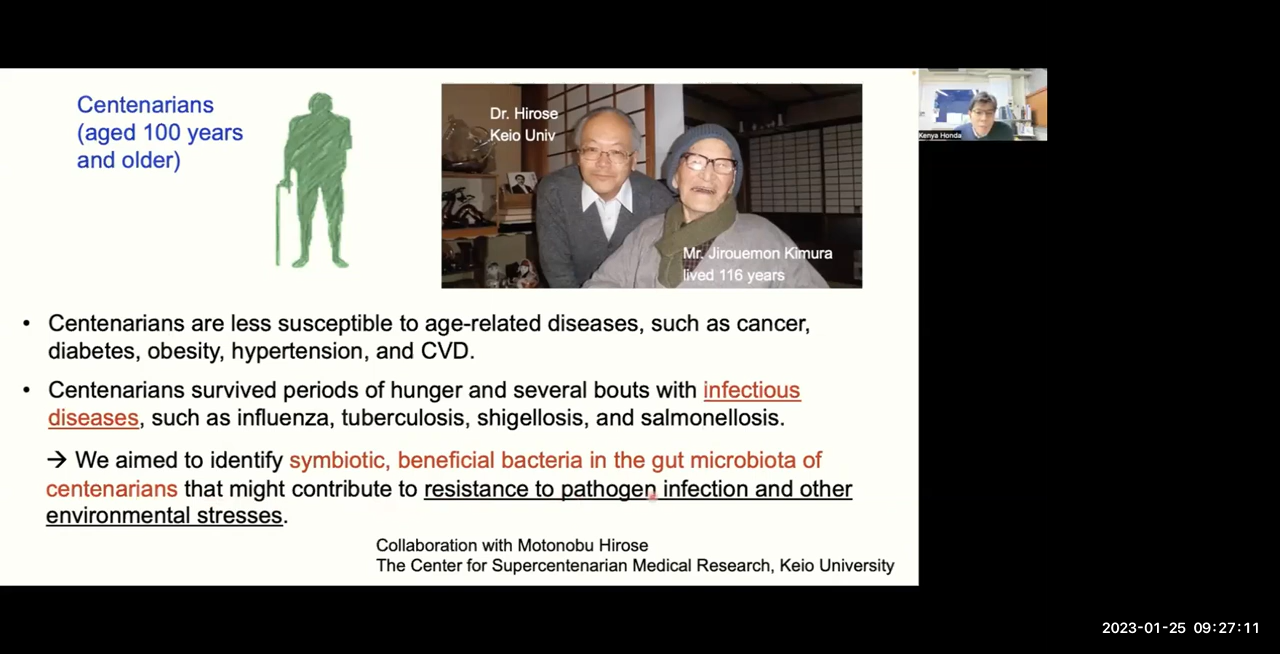 Centenarians
(aged 100 years
and older)
Dr. Hirose
Keio Univ
Mr. Jirouemon Kimura
lived 116 years
Kenya Honda
• Centenarians are less susceptible to age-related diseases, such as cancer,
diabetes, obesity, hypertension, and CVD.
• Centenarians survived periods of hunger and several bouts with infectious
diseases, such as influenza, tuberculosis, shigellosis, and salmonellosis.
→ We aimed to identify symbiotic, beneficial bacteria in the gut microbiota of
centenarians that might contribute to resistance to pathogen infection and other
environmental stresses.
Collaboration with Motonobu Hirose
The Center for Supercentenarian Medical Research, Keio University
2023-01-25 09:27:11